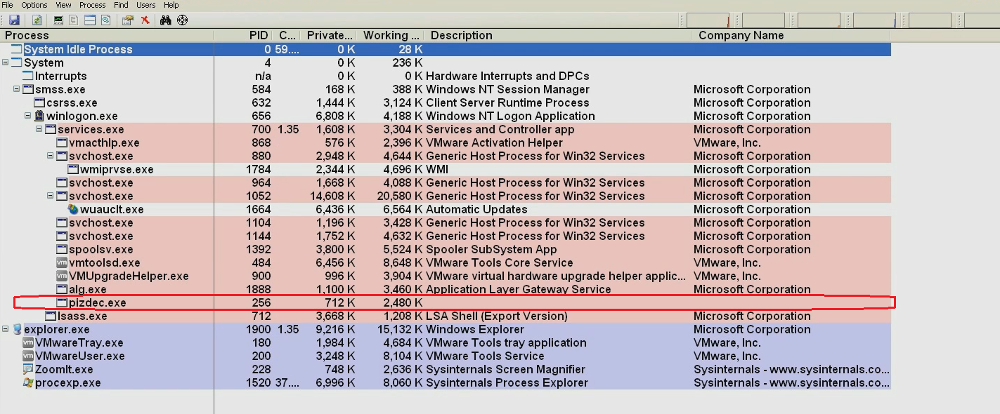 File Options View Process Find Users Help
Process PID C... Private... Working ... Description Company Name
System Idle Process 0 59.... 0 K 28 K
System 4 0 K 236 K
Interrupts n/a 0 K 0 K Hardware Interrupts and DPCs
smss.exe 584 168 K 388 K Windows NT Session Manager Microsoft Corporation
csrss.exe 632 1,444 K 3,124 K Client Server Runtime Process Microsoft Corporation
winlogon.exe 656 6,808 K 4,188 K Windows NT Logon Application Microsoft Corporation
services.exe 700 1.35 1,608 K 3,304 K Services and Controller app Microsoft Corporation
vmacthlp.exe 868 576 K 2,396 K VMware Activation Helper VMware, Inc.
svchost.exe 880 2,948 K 4,644 K Generic Host Process for Win32 Services Microsoft Corporation
wmiprvse.exe 1784 2,344 K 4,696 K WMI Microsoft Corporation
svchost.exe 964 1,668 K 4,088 K Generic Host Process for Win32 Services Microsoft Corporation
svchost.exe 1052 14,608 K 20,580 K Generic Host Process for Win32 Services Microsoft Corporation
wuauclt.exe 1664 6,436 K 6,564 K Automatic Updates Microsoft Corporation
svchost.exe 1104 1,196 K 3,428 K Generic Host Process for Win32 Services Microsoft Corporation
svchost.exe 1144 1,752 K 4,632 K Generic Host Process for Win32 Services Microsoft Corporation
spoolsv.exe 1392 3,800 K 5,524 K Spooler SubSystem App Microsoft Corporation
vm vmtoolsd.exe 484 6,456 K 8,648 K VMware Tools Core Service VMware, Inc.
vm VMUpgradeHelper.exe 900 996 K 3,904 K VMware virtual hardware upgrade helper applic... VMware, Inc.
alg.exe 1888 1,100 K 3,460 K Application Layer Gateway Service Microsoft Corporation
pizdec.exe 256 712 K 2,480 K
lsass.exe 712 3,668 K 1,208 K LSA Shell (Export Version) Microsoft Corporation
explorer.exe 1900 1.35 9,216 K 15,132 K Windows Explorer Microsoft Corporation
vm VMwareTray.exe 180 1,984 K 4,684 K VMware Tools tray application VMware, Inc.
vm VMwareUser.exe 200 3,248 K 8,104 K VMware Tools Service VMware, Inc.
ZoomIt.exe 228 748 K 2,636 K Sysinternals Screen Magnifier Sysinternals - www.sysinternals.co...
procexp.exe 1520 37.... 6,996 K 8,060 K Sysinternals Process Explorer Sysinternals - www.sysinternals.co...